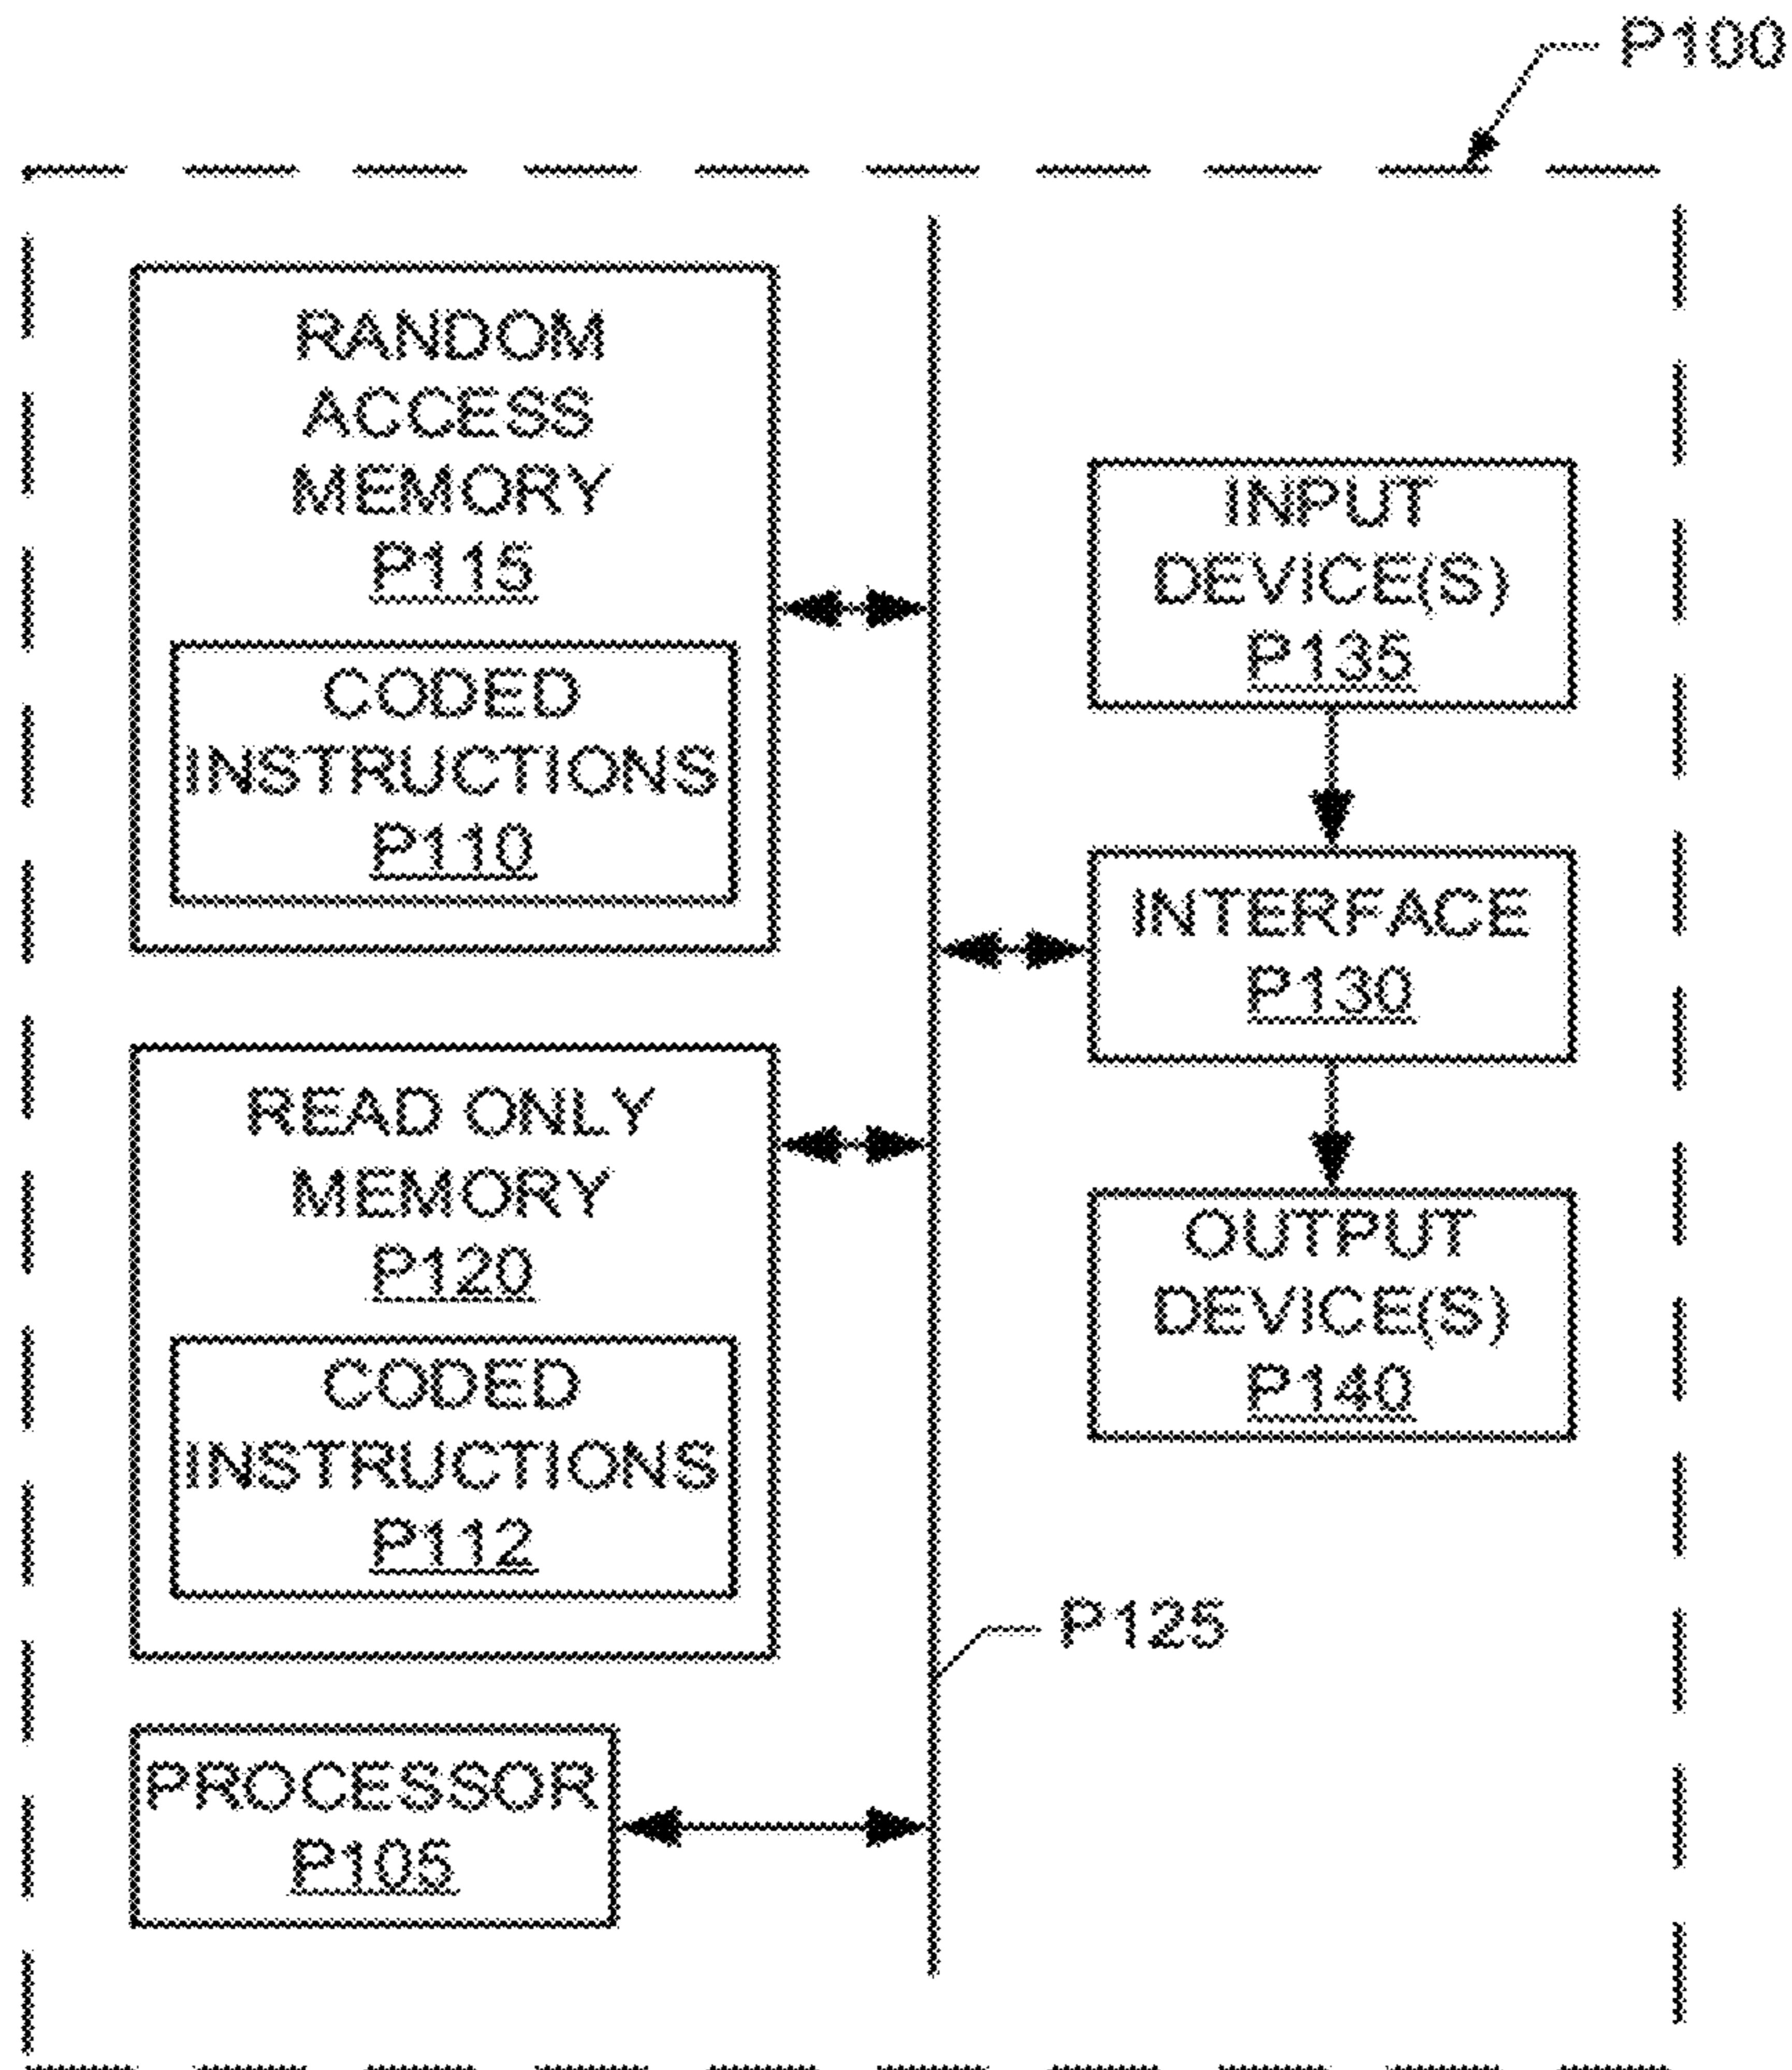 P100
RANDOM
ACCESS
MEMORY
P115
CODED
INSTRUCTIONS
P110
READ ONLY
MEMORY
P120
CODED
INSTRUCTIONS
P112
PROCESSOR
P105
INPUT
DEVICE(S)
P135
INTERFACE
P130
OUTPUT
DEVICE(S)
P140
P125